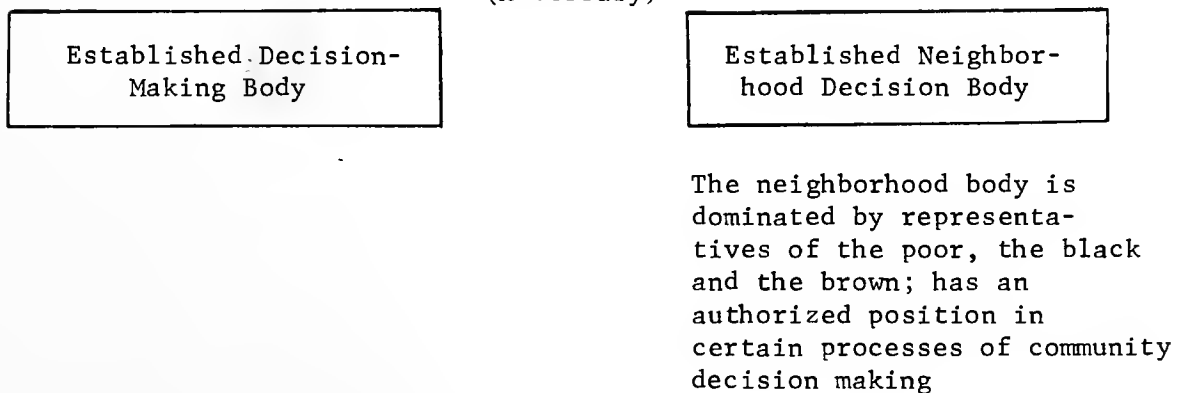 Established Decision-
Making Body
Established Neighbor-
hood Decision Body
The neighborhood body is
dominated by representa-
tives of the poor, the black
and the brown; has an
authorized position in
certain processes of community
decision making